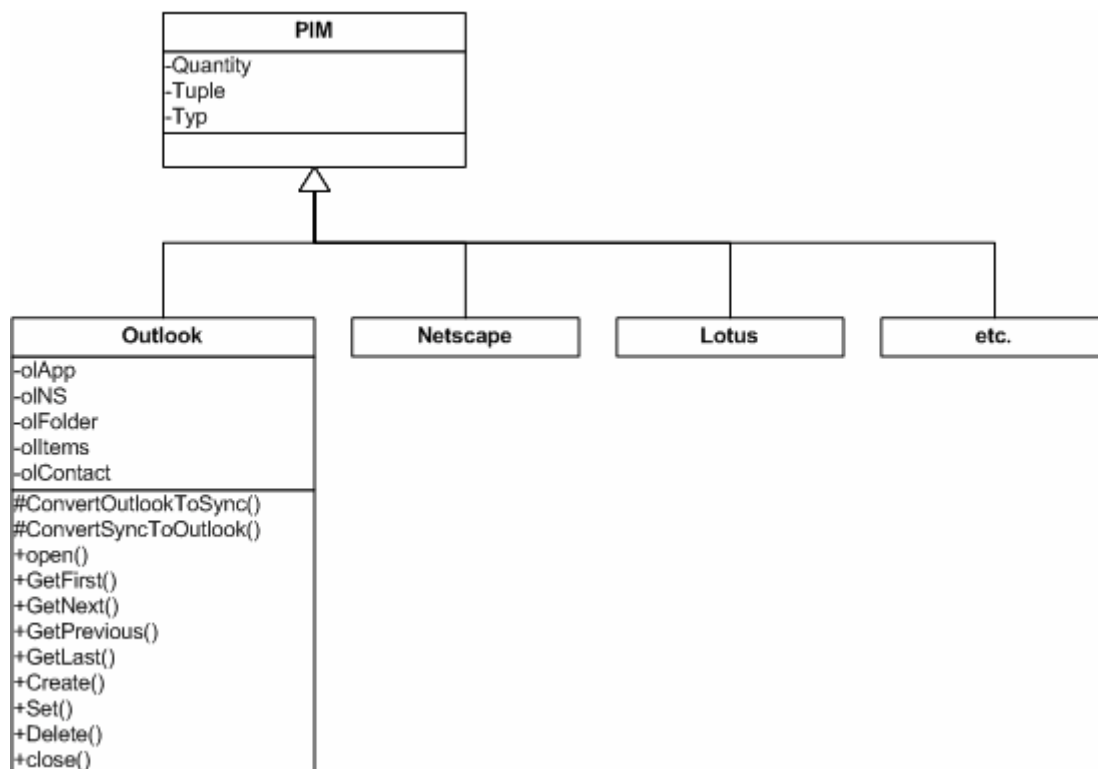 PIM
-Quantity
-Tuple
-Typ
Outlook
Netscape
Lotus
etc.
-olApp
-olNS
-olFolder
-olItems
-olContact
#ConvertOutlookToSync()
#ConvertSyncToOutlook()
+open()
+GetFirst()
+GetNext()
+GetPrevious()
+GetLast()
+Create()
+Set()
+Delete()
+close()